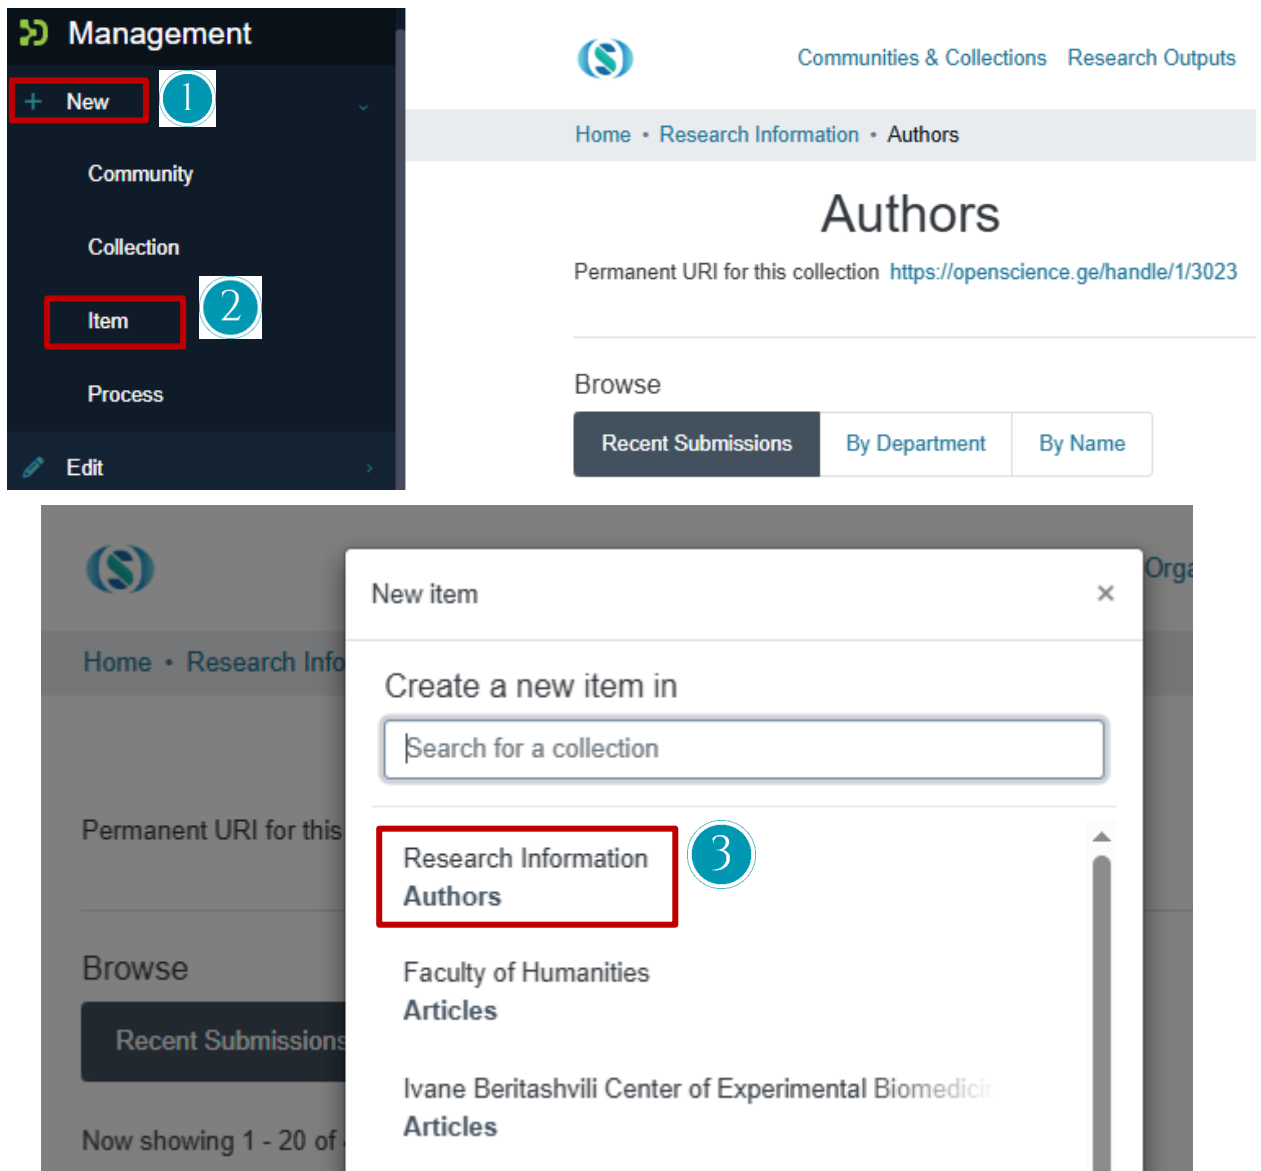 Management
New
1
Community
Collection
Item
2
Process
Edit
Communities & Collections Research Outputs
Home • Research Information • Authors
Authors
Permanent URI for this collection https://openscience.ge/handle/1/3023
Browse
Recent Submissions By Department By Name
New item ×
Create a new item in
Search for a collection
Research Information
Authors
3
Faculty of Humanities
Articles
Ivane Beritashvili Center of Experimental Biomedicin
Articles
Orga
Home • Research Info
Permanent URI for this
Browse
Recent Submissions
Now showing 1 - 20 of